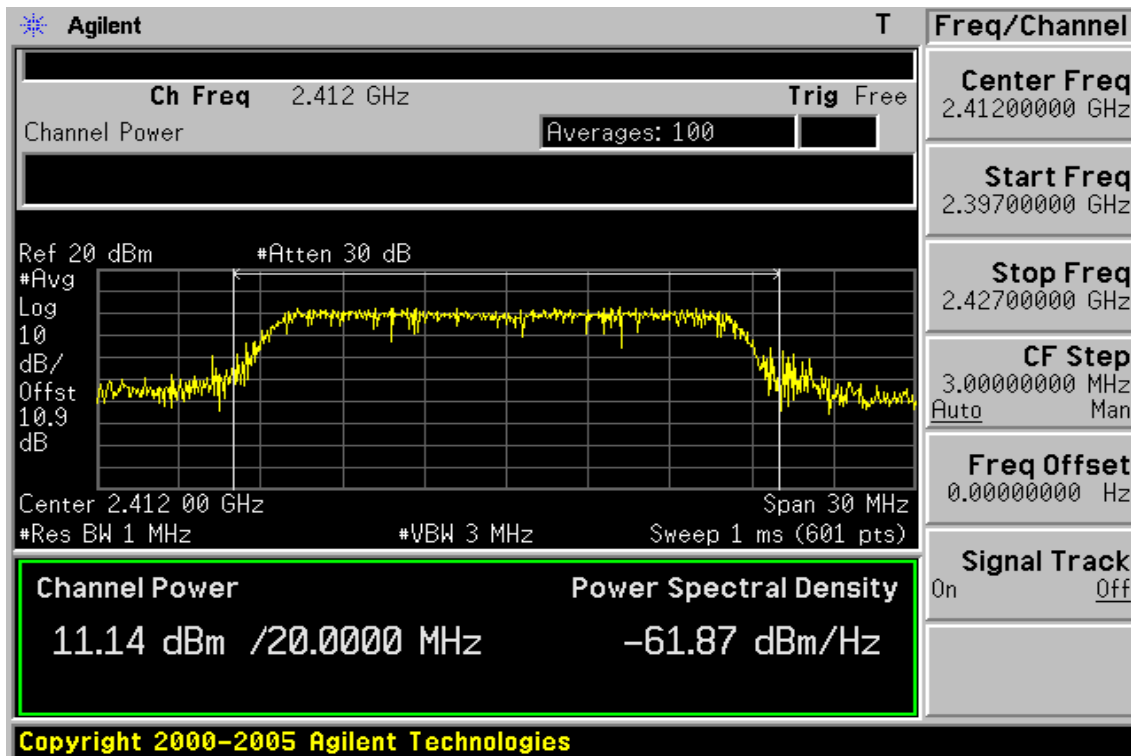 Agilent T Freq/Channel
Ch Freq 2.412 GHz Trig Free
Channel Power Averages: 100
Ref 20 dBm #Atten 30 dB
#Avg
Log
10
dB/
Offst
10.9
dB
Center 2.412 00 GHz Span 30 MHz
#Res BW 1 MHz #VBW 3 MHz Sweep 1 ms (601 pts)
Channel Power Power Spectral Density
11.14 dBm /20.0000 MHz -61.87 dBm/Hz
Copyright 2000-2005 Agilent Technologies
Center Freq
2.41200000 GHz
Start Freq
2.39700000 GHz
Stop Freq
2.42700000 GHz
CF Step
3.00000000 MHz
Auto Man
Freq Offset
0.00000000 Hz
Signal Track
On Off